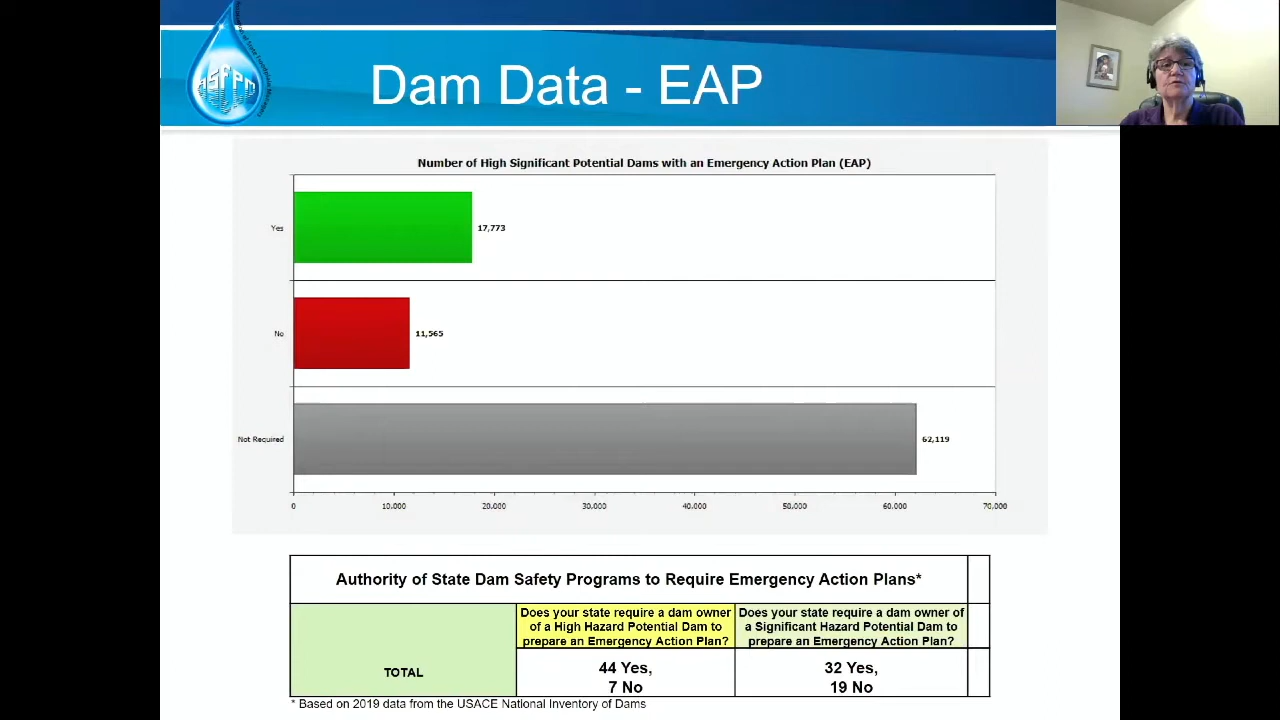 Dam Data - EAP
Number of High Significant Potential Dams with an Emergency Action Plan (EAP)
Yes
17,773
No
11,565
Not Required
62,119
0 10,000 20,000 30,000 40,000 50,000 60,000 70,000
Authority of State Dam Safety Programs to Require Emergency Action Plans*
Does your state require a dam owner
of a High Hazard Potential Dam to
prepare an Emergency Action Plan?
Does your state require a dam owner of
a Significant Hazard Potential Dam to
prepare an Emergency Action Plan?
TOTAL
44 Yes,
7 No
32 Yes,
19 No
* Based on 2019 data from the USACE National Inventory of Dams